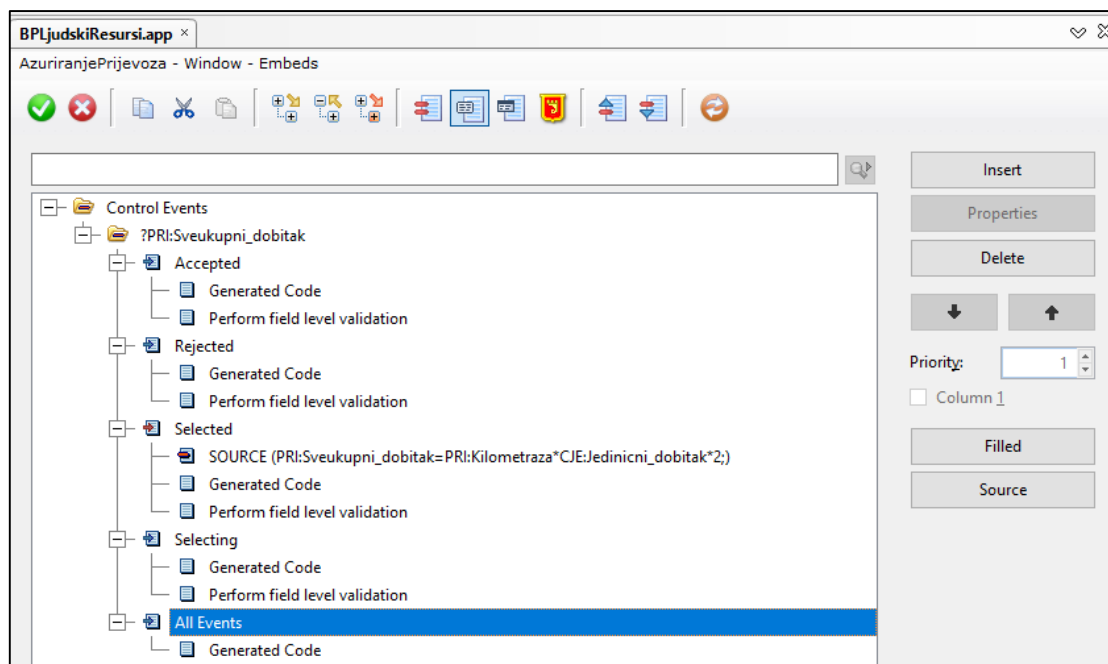 BPLjudskiResursi.app ×
AzuriranjePrijevoza - Window - Embeds
Insert
Control Events
Properties
?PRI:Sveukupni_dobitak
Accepted
Delete
Generated Code
Perform field level validation
Rejected
Priority: 1
Generated Code
Column 1
Perform field level validation
Selected
Filled
SOURCE (PRI:Sveukupni_dobitak=PRI:Kilometraza*CJE:Jedinicni_dobitak*2;)
Generated Code
Source
Perform field level validation
Selecting
Generated Code
Perform field level validation
All Events
Generated Code